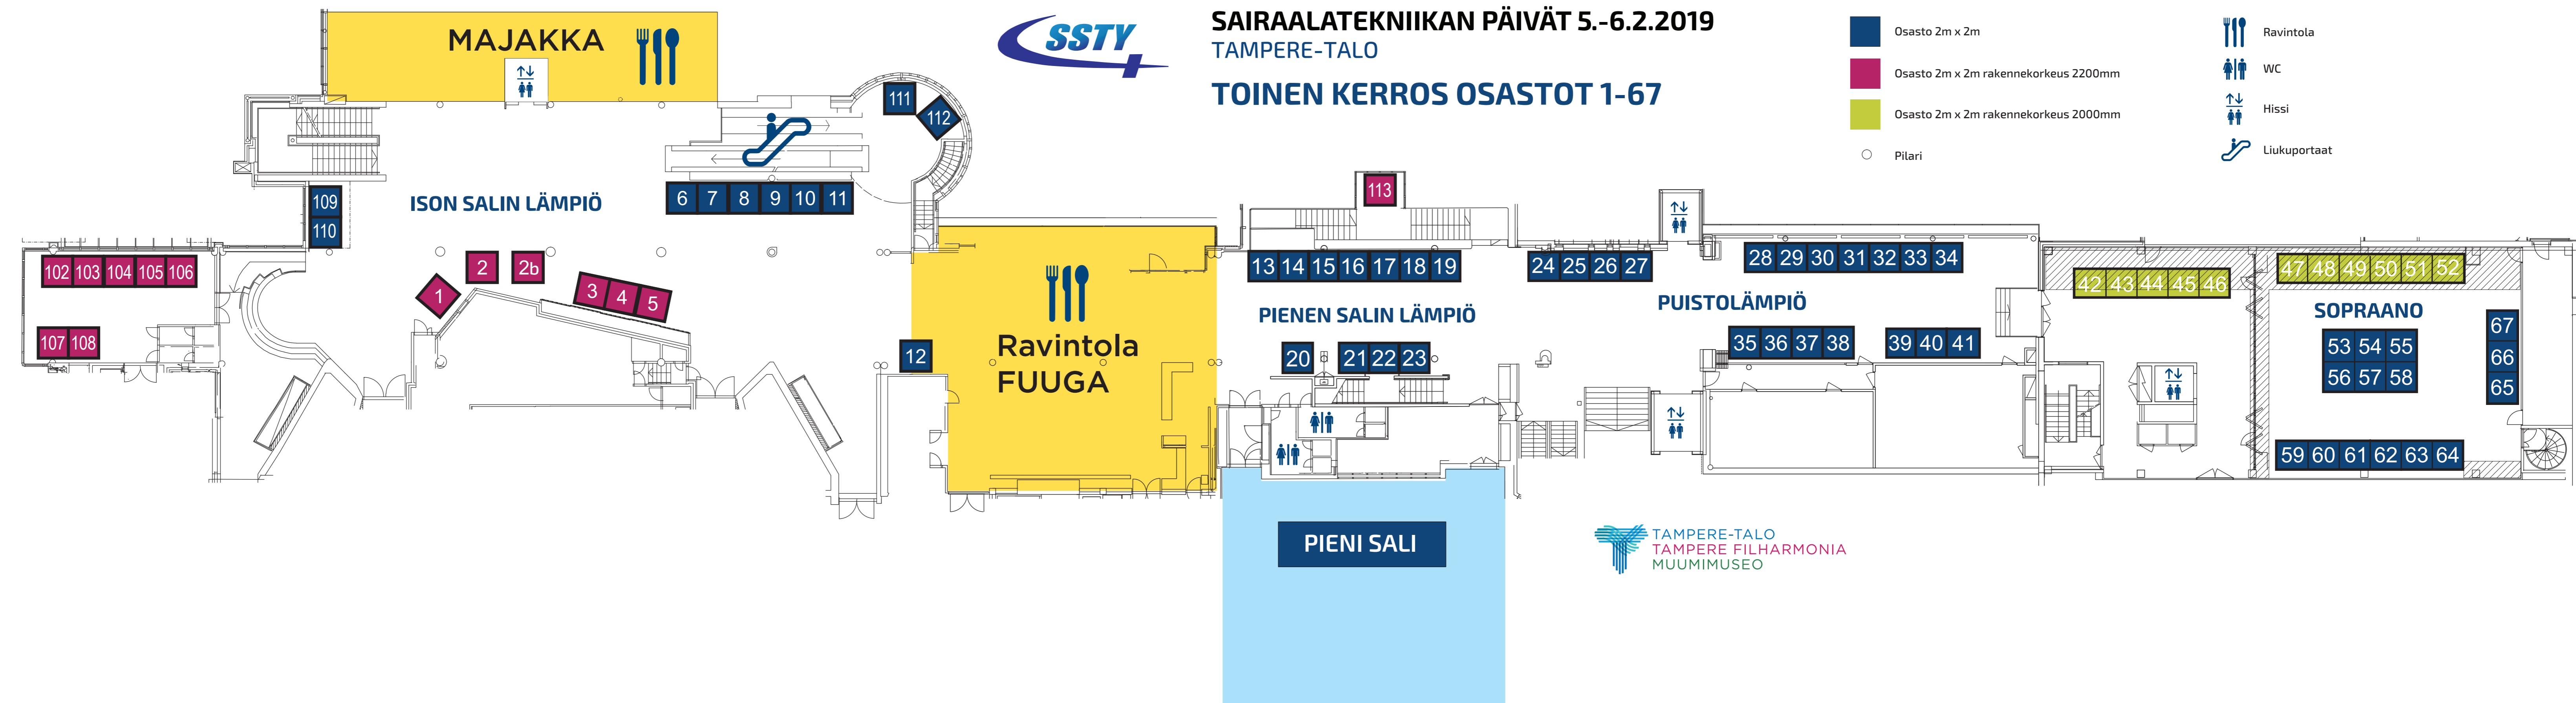 SSTY
SAIRAALATEKNIIKAN PÄIVÄT 5.-6.2.2019
TAMPERE-TALO
TOINEN KERROS OSASTOT 1-67
Osasto 2m x 2m
Osasto 2m x 2m rakennekorkeus 2200mm
Osasto 2m x 2m rakennekorkeus 2000mm
Pilari
Ravintola
WC
Hissi
Liukuportaat
MAJAKKA
111
112
109
110
ISON SALIN LÄMPIÖ
6 7 8 9 10 11
102 103 104 105 106
107 108
1
2
2b
3 4 5
12
Ravintola
FUUGA
113
13 14 15 16 17 18 19
PIENEN SALIN LÄMPIÖ
20
21 22 23
24 25 26 27
PUISTOLÄMPIÖ
28 29 30 31 32 33 34
35 36 37 38
39 40 41
42 43 44 45 46
47 48 49 50 51 52
SOPRAANO
53 54 55
56 57 58
67
66
65
59 60 61 62 63 64
PIENI SALI
TAMPERE-TALO
TAMPERE FILHARMONIA
MUUMIMUSEO